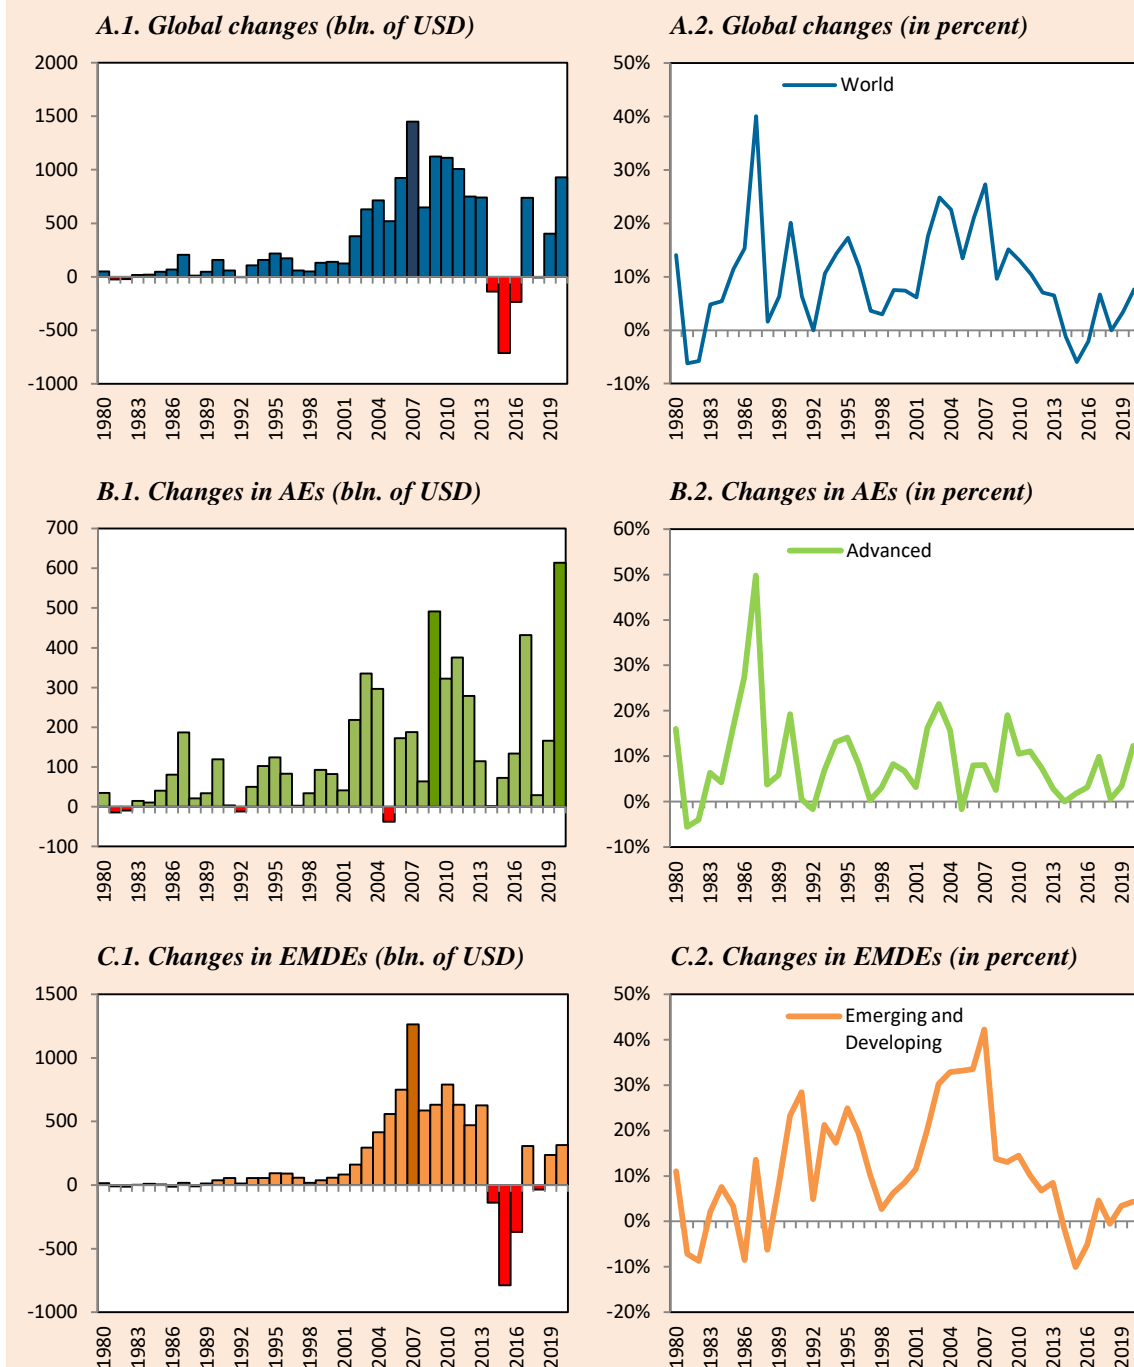 A.1. Global changes (bln. of USD)
2000
1500
1000
500
0
-500
-1000
1980 1983 1986 1989 1992 1995 1998 2001 2004 2007 2010 2013 2016 2019
A.2. Global changes (in percent)
World
50%
40%
30%
20%
10%
0%
-10%
1980 1983 1986 1989 1992 1995 1998 2001 2004 2007 2010 2013 2016 2019
B.1. Changes in AEs (bln. of USD)
700
600
500
400
300
200
100
0
-100
1980 1983 1986 1989 1992 1995 1998 2001 2004 2007 2010 2013 2016 2019
B.2. Changes in AEs (in percent)
Advanced
60%
50%
40%
30%
20%
10%
0%
-10%
1980 1983 1986 1989 1992 1995 1998 2001 2004 2007 2010 2013 2016 2019
C.1. Changes in EMDEs (bln. of USD)
1500
1000
500
0
-500
-1000
1980 1983 1986 1989 1992 1995 1998 2001 2004 2007 2010 2013 2016 2019
C.2. Changes in EMDEs (in percent)
Emerging and
Developing
50%
40%
30%
20%
10%
0%
-10%
-20%
1980 1983 1986 1989 1992 1995 1998 2001 2004 2007 2010 2013 2016 2019